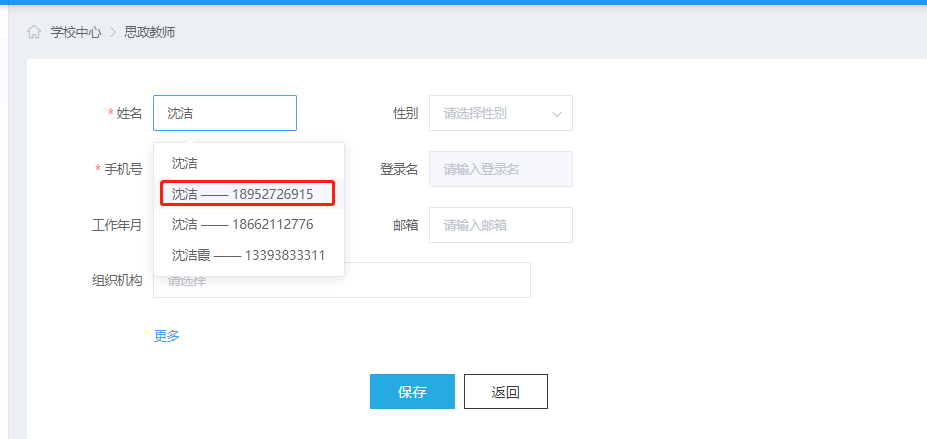 学校中心 > 思政教师
* 姓名 沈洁 性别 请选择性别
沈洁
* 手机号 登录名 请输入登录名
沈洁 —— 18952726915
工作年月 沈洁 —— 18662112776 邮箱 请输入邮箱
沈洁霞 —— 13393833311
组织机构 请选择
更多
保存 返回